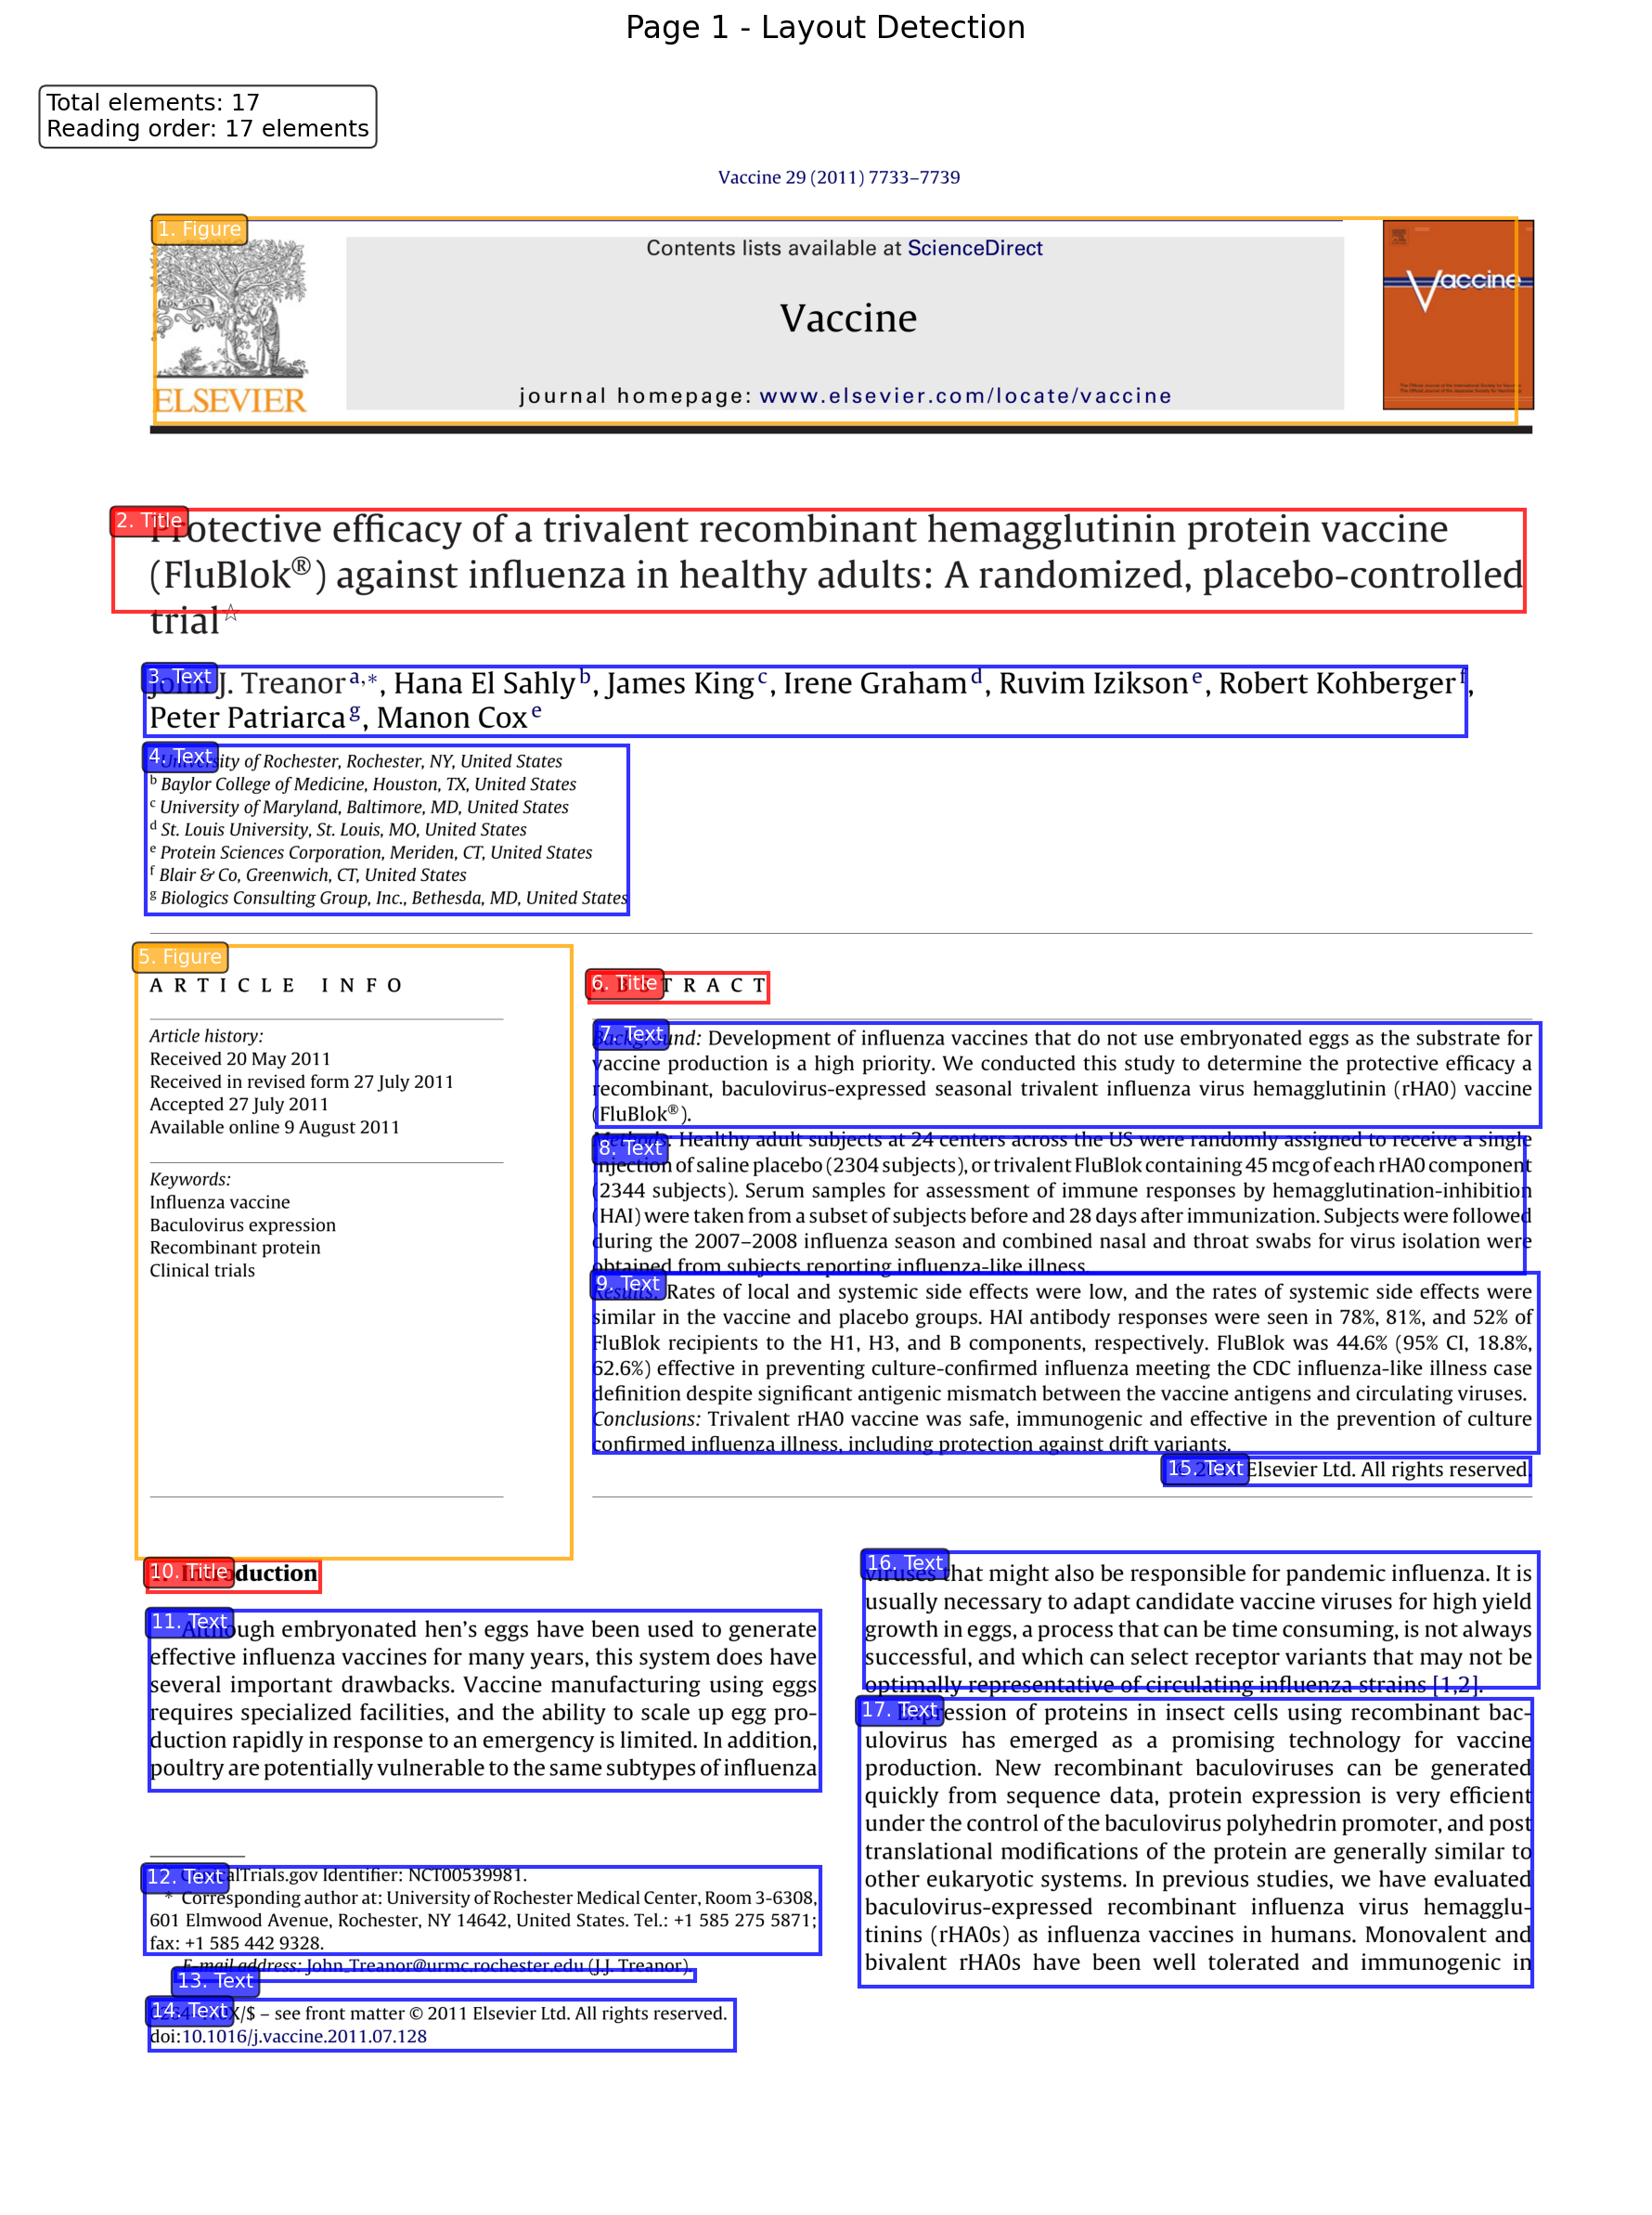 Page 1 - Layout Detection
Total elements: 17
Reading order: 17 elements
Vaccine 29 (2011) 7733–7739
1. Figure
ELSEVIER
Contents lists available at ScienceDirect
Vaccine
journal homepage: www.elsevier.com/locate/vaccine
Vaccine
2. Title
Protective efficacy of a trivalent recombinant hemagglutinin protein vaccine
(FluBlok®) against influenza in healthy adults: A randomized, placebo-controlled
trial☆
3. Text
John J. Treanor a,∗, Hana El Sahly b, James King c, Irene Graham d, Ruvim Izikson e, Robert Kohberger f,
Peter Patriarca g, Manon Cox e
4. Text
University of Rochester, Rochester, NY, United States
b Baylor College of Medicine, Houston, TX, United States
c University of Maryland, Baltimore, MD, United States
d St. Louis University, St. Louis, MO, United States
e Protein Sciences Corporation, Meriden, CT, United States
f Blair & Co, Greenwich, CT, United States
g Biologics Consulting Group, Inc., Bethesda, MD, United States
5. Figure
ARTICLE INFO
Article history:
Received 20 May 2011
Received in revised form 27 July 2011
Accepted 27 July 2011
Available online 9 August 2011
Keywords:
Influenza vaccine
Baculovirus expression
Recombinant protein
Clinical trials
6. Title
ABSTRACT
7. Text
Background: Development of influenza vaccines that do not use embryonated eggs as the substrate for
vaccine production is a high priority. We conducted this study to determine the protective efficacy a
recombinant, baculovirus-expressed seasonal trivalent influenza virus hemagglutinin (rHA0) vaccine
(FluBlok®).
8. Text
Methods: Healthy adult subjects at 24 centers across the US were randomly assigned to receive a single
injection of saline placebo (2304 subjects), or trivalent FluBlok containing 45 mcg of each rHA0 component
(2344 subjects). Serum samples for assessment of immune responses by hemagglutination-inhibition
(HAI) were taken from a subset of subjects before and 28 days after immunization. Subjects were followed
during the 2007–2008 influenza season and combined nasal and throat swabs for virus isolation were
obtained from subjects reporting influenza-like illness.
9. Text
Results: Rates of local and systemic side effects were low, and the rates of systemic side effects were
similar in the vaccine and placebo groups. HAI antibody responses were seen in 78%, 81%, and 52% of
FluBlok recipients to the H1, H3, and B components, respectively. FluBlok was 44.6% (95% CI, 18.8%,
62.6%) effective in preventing culture-confirmed influenza meeting the CDC influenza-like illness case
definition despite significant antigenic mismatch between the vaccine antigens and circulating viruses.
Conclusions: Trivalent rHA0 vaccine was safe, immunogenic and effective in the prevention of culture
confirmed influenza illness, including protection against drift variants.
15. Text
Elsevier Ltd. All rights reserved.
10. Title
1. Introduction
11. Text
Although embryonated hen's eggs have been used to generate
effective influenza vaccines for many years, this system does have
several important drawbacks. Vaccine manufacturing using eggs
requires specialized facilities, and the ability to scale up egg pro-
duction rapidly in response to an emergency is limited. In addition,
poultry are potentially vulnerable to the same subtypes of influenza
12. Text
ClinicalTrials.gov Identifier: NCT00539981.
∗ Corresponding author at: University of Rochester Medical Center, Room 3-6308,
601 Elmwood Avenue, Rochester, NY 14642, United States. Tel.: +1 585 275 5871;
fax: +1 585 442 9328.
E-mail address: John_Treanor@urmc.rochester.edu (J.J. Treanor).
13. Text
14. Text
X/$ – see front matter © 2011 Elsevier Ltd. All rights reserved.
doi:10.1016/j.vaccine.2011.07.128
16. Text
viruses that might also be responsible for pandemic influenza. It is
usually necessary to adapt candidate vaccine viruses for high yield
growth in eggs, a process that can be time consuming, is not always
successful, and which can select receptor variants that may not be
optimally representative of circulating influenza strains [1,2].
17. Text
Expression of proteins in insect cells using recombinant bac-
ulovirus has emerged as a promising technology for vaccine
production. New recombinant baculoviruses can be generated
quickly from sequence data, protein expression is very efficient
under the control of the baculovirus polyhedrin promoter, and post
translational modifications of the protein are generally similar to
other eukaryotic systems. In previous studies, we have evaluated
baculovirus-expressed recombinant influenza virus hemagglu-
tinins (rHA0s) as influenza vaccines in humans. Monovalent and
bivalent rHA0s have been well tolerated and immunogenic in